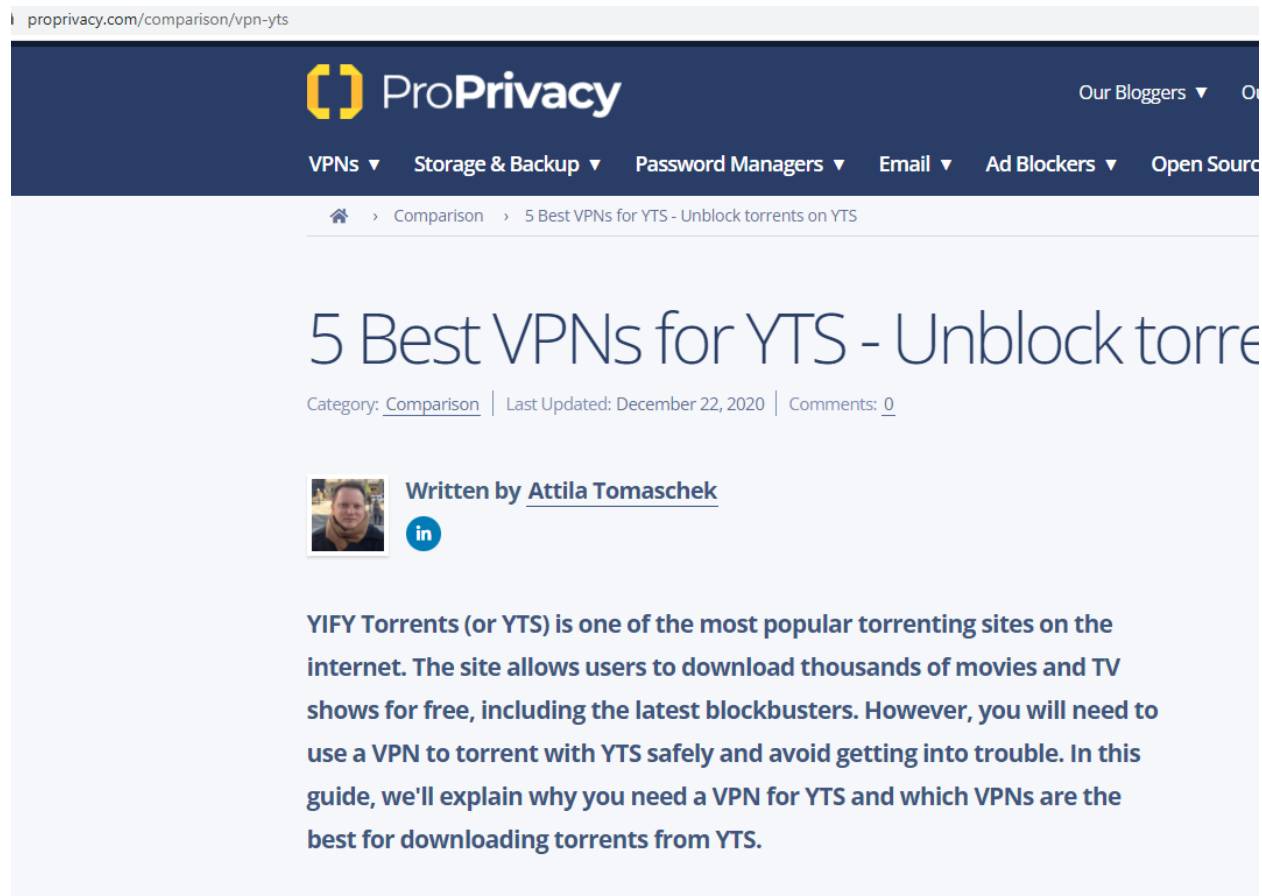 proprivacy.com/comparison/vpn-yts
ProPrivacy
Our Bloggers ▼
VPNs ▼ Storage & Backup ▼ Password Managers ▼ Email ▼ Ad Blockers ▼ Open Sourc
› Comparison › 5 Best VPNs for YTS - Unblock torrents on YTS
5 Best VPNs for YTS - Unblock torre
Category: Comparison | Last Updated: December 22, 2020 | Comments: 0
Written by Attila Tomaschek
in
YIFY Torrents (or YTS) is one of the most popular torrenting sites on the
internet. The site allows users to download thousands of movies and TV
shows for free, including the latest blockbusters. However, you will need to
use a VPN to torrent with YTS safely and avoid getting into trouble. In this
guide, we'll explain why you need a VPN for YTS and which VPNs are the
best for downloading torrents from YTS.